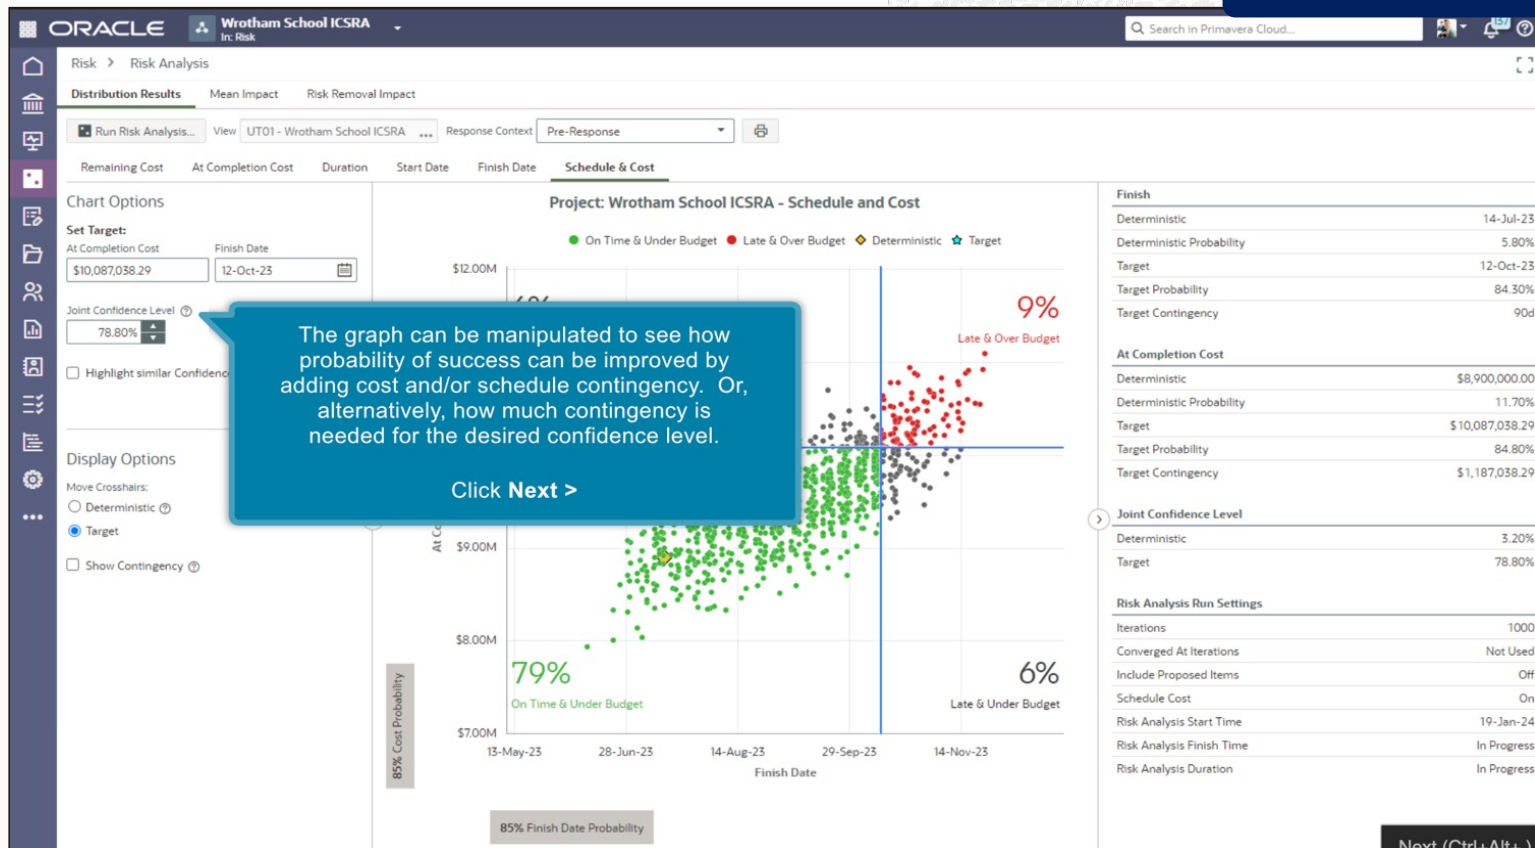 ORACLE
Wrotham School ICSRA
In: Risk
Search in Primavera Cloud...
157
Risk > Risk Analysis
Distribution Results Mean Impact Risk Removal Impact
Run Risk Analysis... View UT01 - Wrotham School ICSRA ... Response Context Pre-Response
Remaining Cost At Completion Cost Duration Start Date Finish Date Schedule & Cost
Chart Options
Set Target:
At Completion Cost Finish Date
$10,087,038.29 12-Oct-23
Joint Confidence Level
78.80%
Highlight similar Confidence
Display Options
Move Crosshairs:
Deterministic
Target
Show Contingency
Project: Wrotham School ICSRA - Schedule and Cost
On Time & Under Budget Late & Over Budget Deterministic Target
The graph can be manipulated to see how
probability of success can be improved by
adding cost and/or schedule contingency. Or,
alternatively, how much contingency is
needed for the desired confidence level.
Click Next >
$12.00M
9%
Late & Over Budget
$9.00M
$8.00M
79%
On Time & Under Budget
6%
Late & Under Budget
$7.00M
13-May-23 28-Jun-23 14-Aug-23 29-Sep-23 14-Nov-23
Finish Date
85% Cost Probability
85% Finish Date Probability
Finish
Deterministic 14-Jul-23
Deterministic Probability 5.80%
Target 12-Oct-23
Target Probability 84.30%
Target Contingency 90d
At Completion Cost
Deterministic $8,900,000.00
Deterministic Probability 11.70%
Target $10,087,038.29
Target Probability 84.80%
Target Contingency $1,187,038.29
Joint Confidence Level
Deterministic 3.20%
Target 78.80%
Risk Analysis Run Settings
Iterations 1000
Converged At Iterations Not Used
Include Proposed Items Off
Schedule Cost On
Risk Analysis Start Time 19-Jan-24
Risk Analysis Finish Time In Progress
Risk Analysis Duration In Progress
Next (Ctrl+Alt+.)